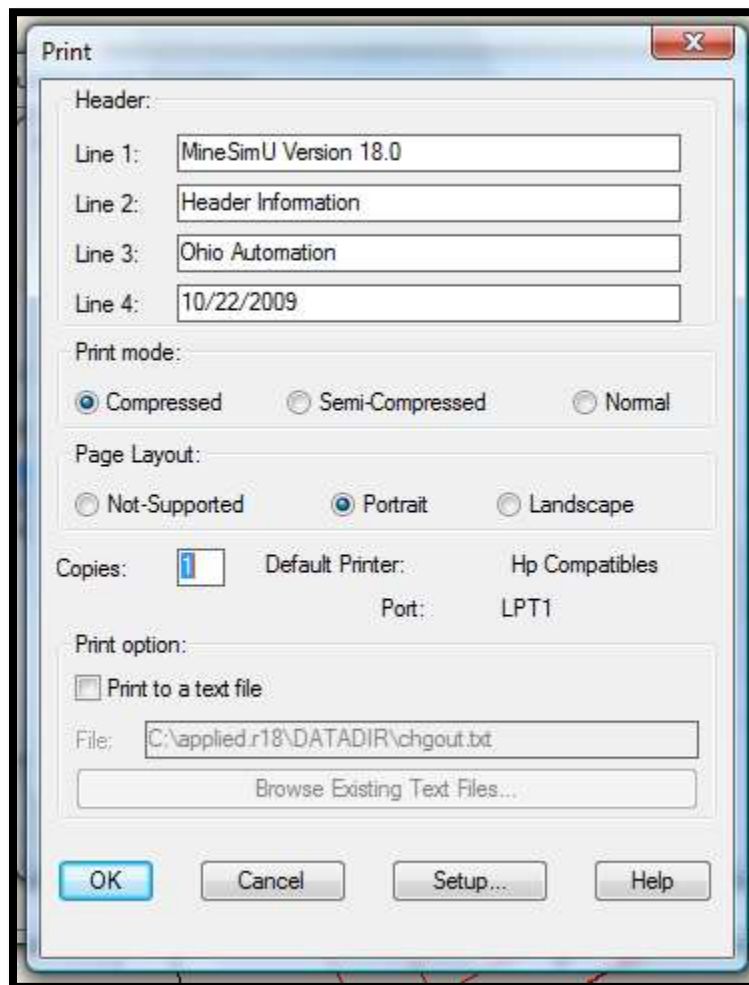 Print
Header:
Line 1: MineSimU Version 18.0
Line 2: Header Information
Line 3: Ohio Automation
Line 4: 10/22/2009
Print mode:
Compressed Semi-Compressed Normal
Page Layout:
Not-Supported Portrait Landscape
Copies: 1 Default Printer: Hp Compatibles
Port: LPT1
Print option:
Print to a text file
File: C:\applied.r18\DATADIR\chgout.txt
Browse Existing Text Files...
OK Cancel Setup... Help